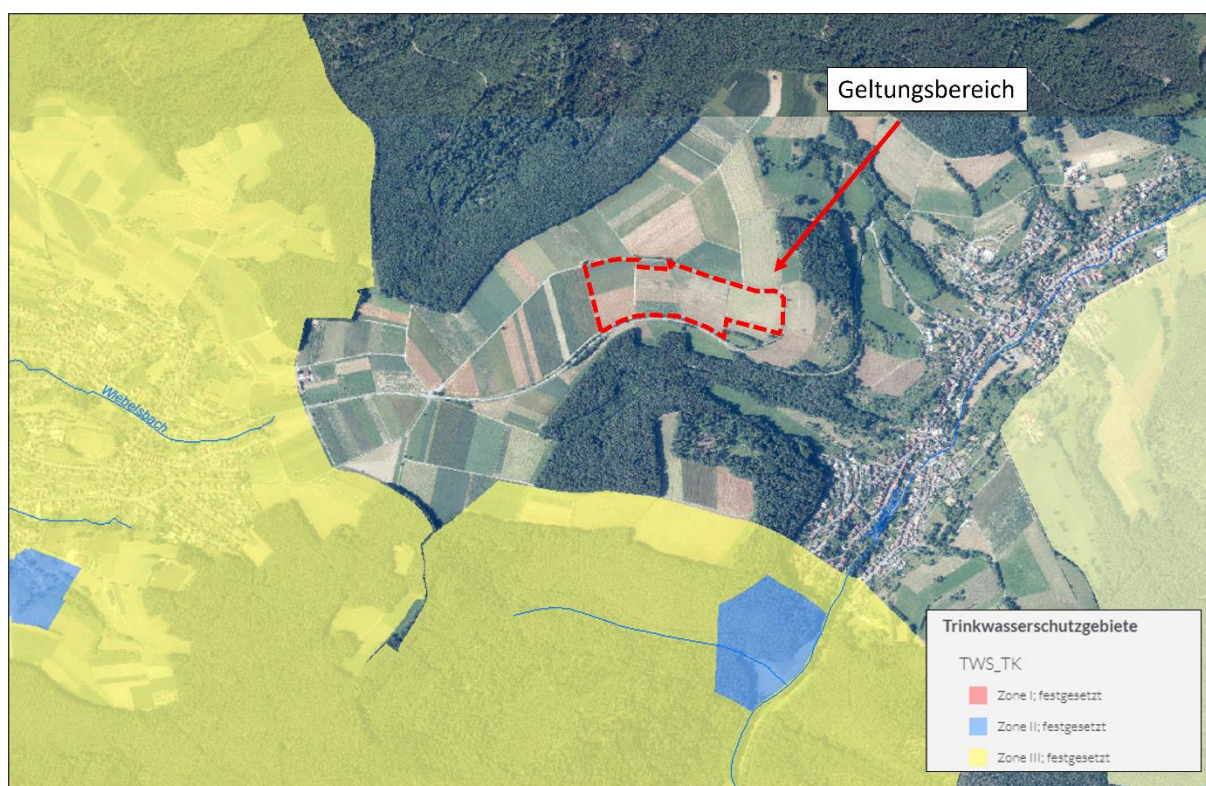 Geltungsbereich
Wiebelsbach
Trinkwasserschutzgebiete
TWS_TK
Zone I; festgesetzt
Zone II; festgesetzt
Zone III; festgesetzt